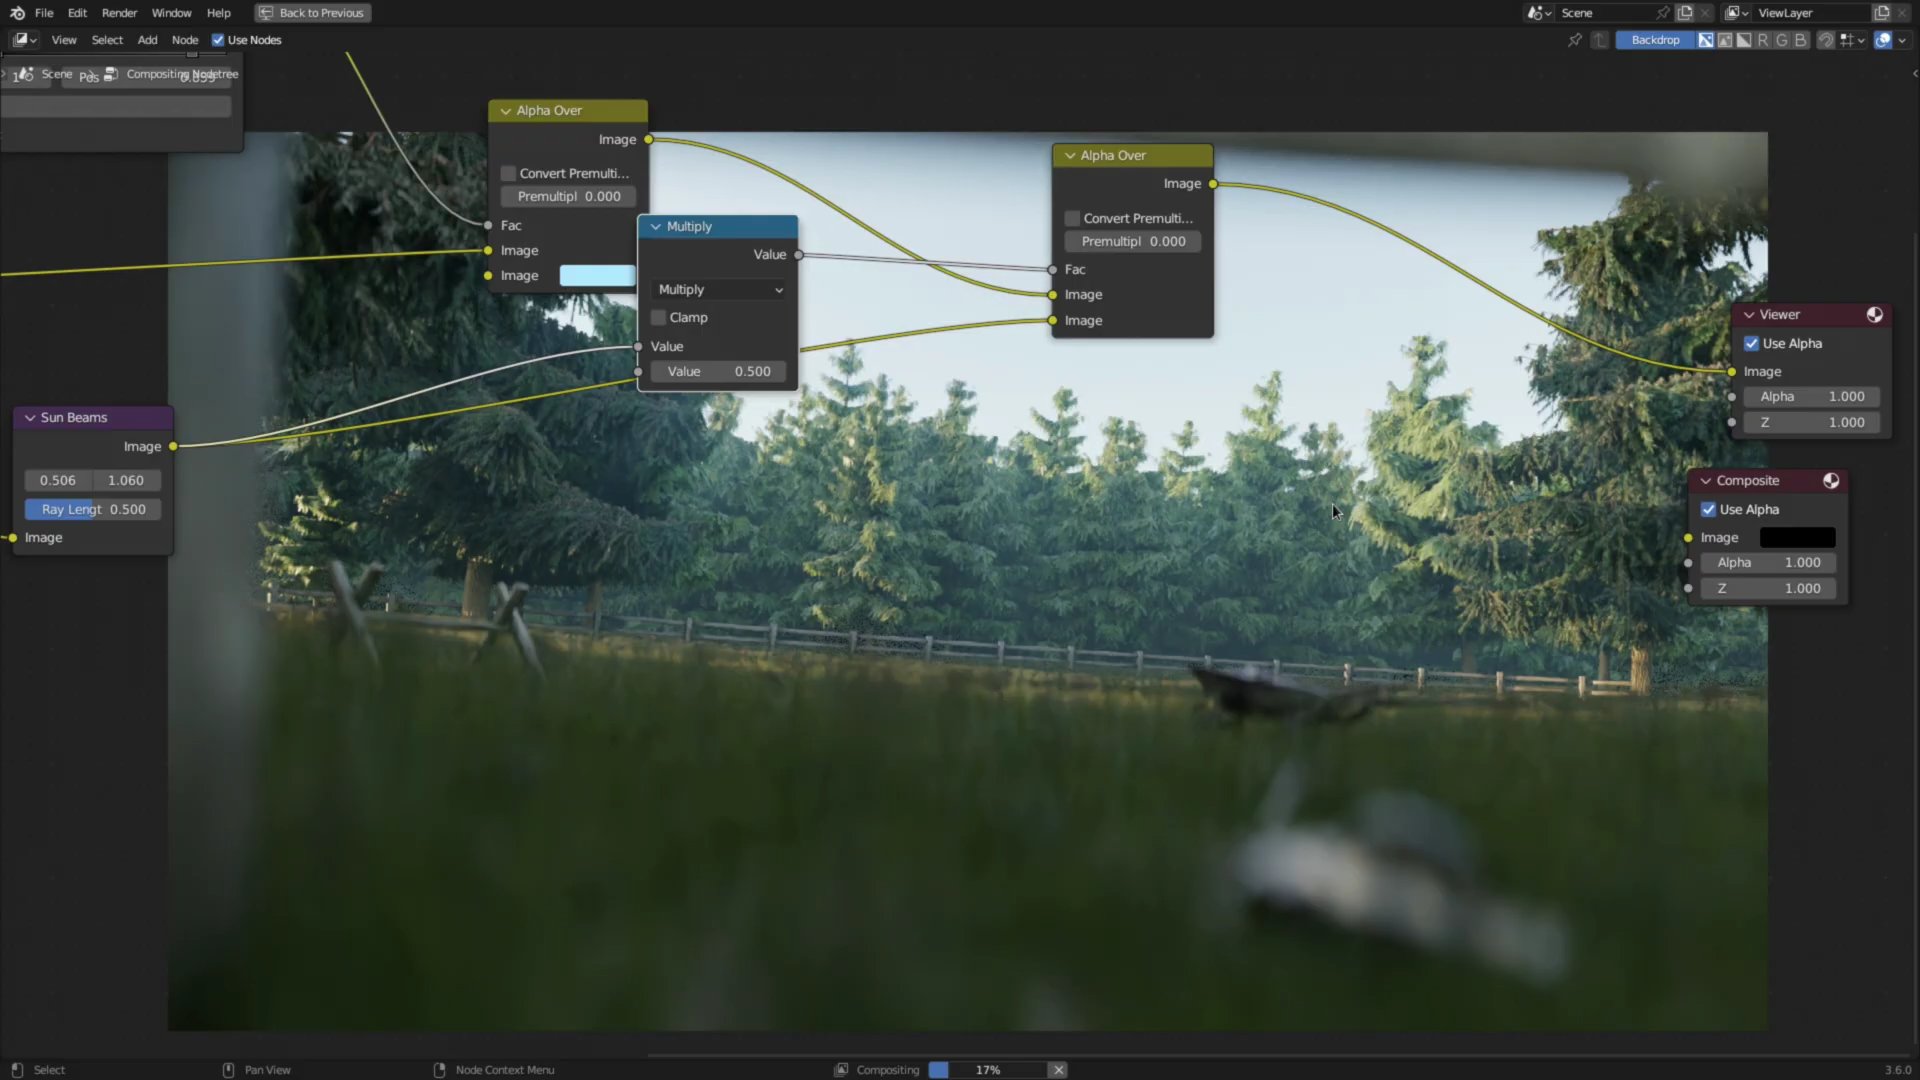 File Edit Render Window Help Back to Previous Scene ViewLayer
View Select Add Node Use Nodes Backdrop R G B
1 Scene Pos Compositing Nodetree
Alpha Over
Image
Convert Premulti...
Premultipl 0.000
Fac
Image
Image
Multiply
Value
Multiply
Clamp
Value
Value 0.500
Alpha Over
Image
Convert Premulti...
Premultipl 0.000
Fac
Image
Image
Sun Beams
Image
0.506 1.060
Ray Lengt 0.500
Image
Viewer
Use Alpha
Image
Alpha 1.000
Z 1.000
Composite
Use Alpha
Image
Alpha 1.000
Z 1.000
Select Pan View Node Context Menu Compositing 17% 3.6.0